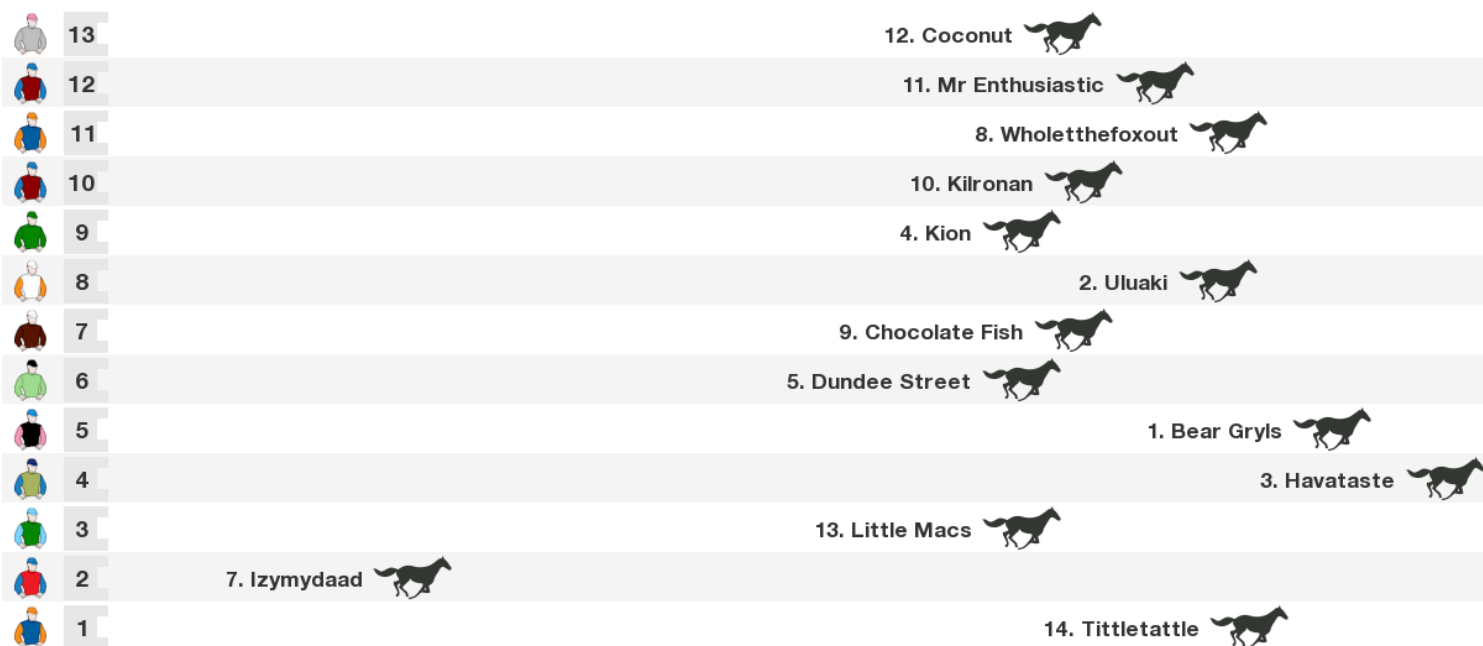 13 12. Coconut
12 11. Mr Enthusiastic
11 8. Wholetthefoxout
10 10. Kilronan
9 4. Kion
8 2. Uluaki
7 9. Chocolate Fish
6 5. Dundee Street
5 1. Bear Gryls
4 3. Havataste
3 13. Little Macs
2 7. Izymydaad
1 14. Tittletattle